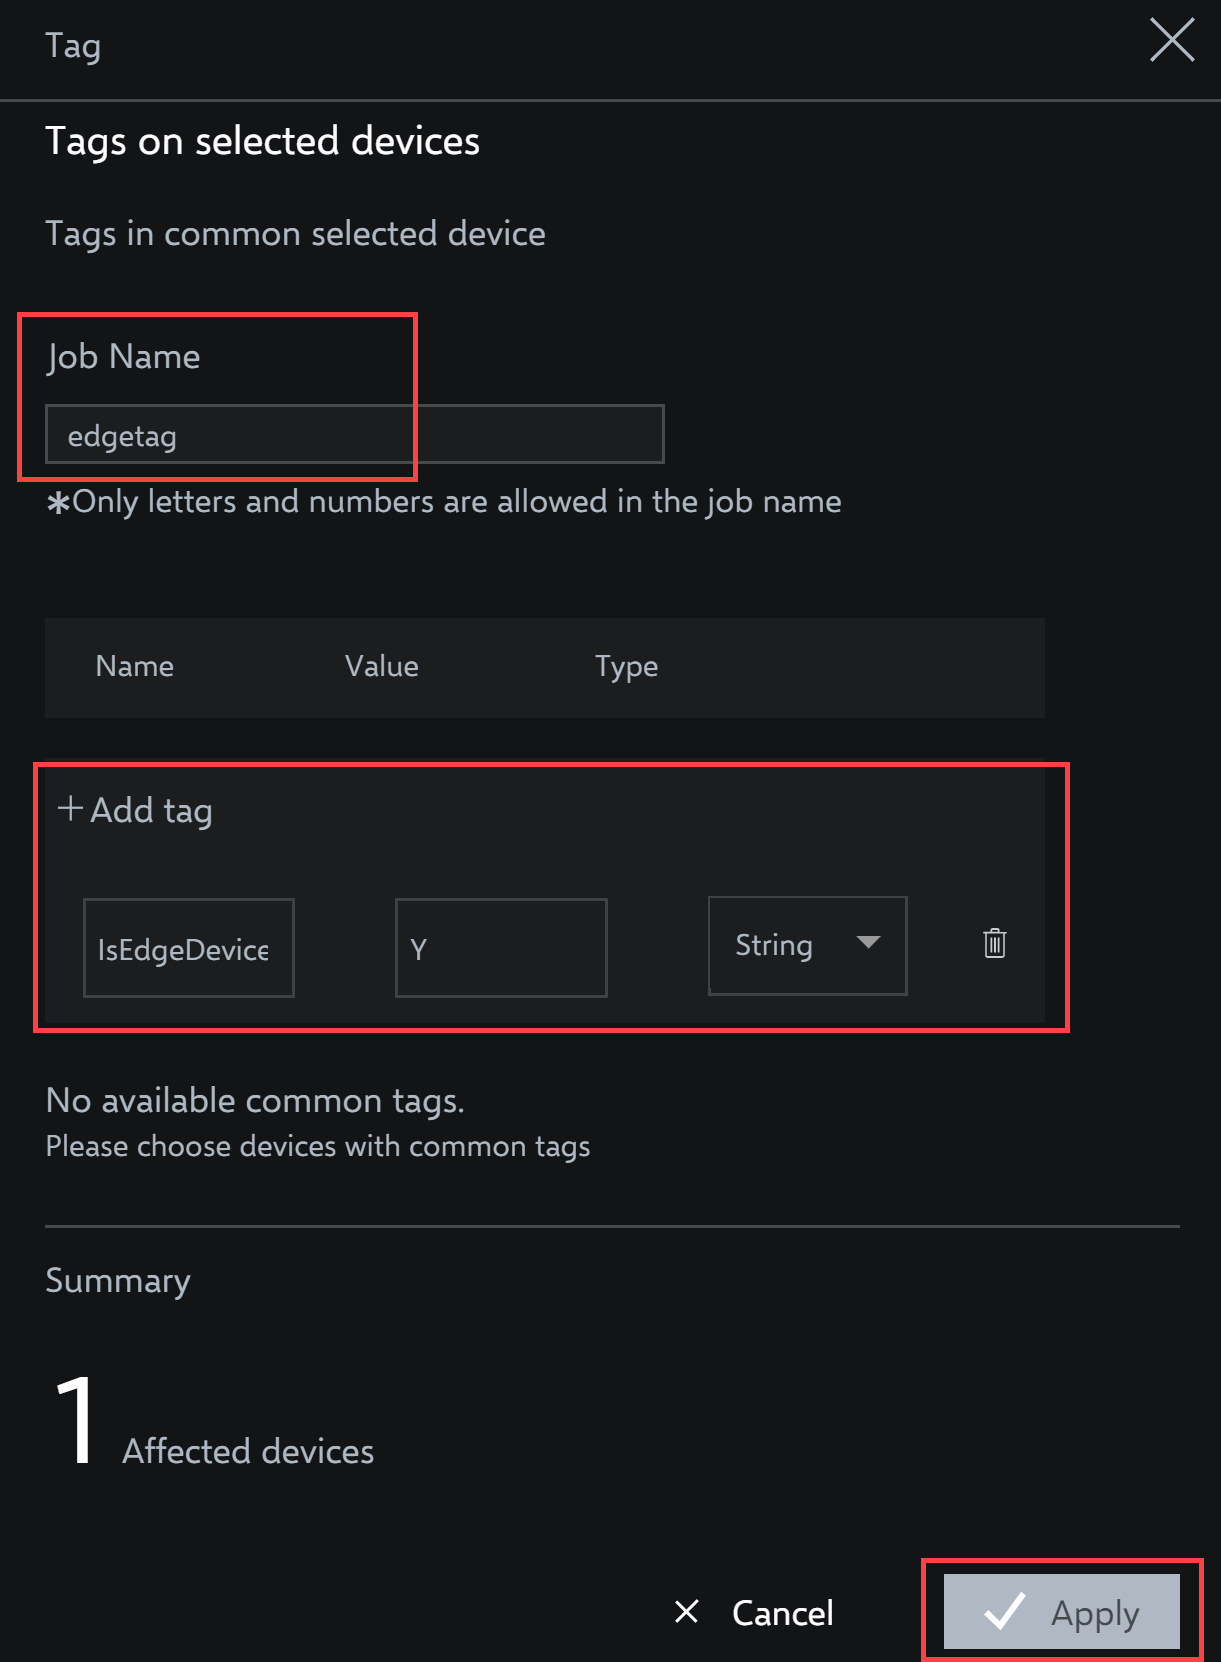 Tag
Tags on selected devices
Tags in common selected device
Job Name
edgetag
*Only letters and numbers are allowed in the job name
Name Value Type
+ Add tag
IsEdgeDevice Y String
No available common tags.
Please choose devices with common tags
Summary
1 Affected devices
Cancel Apply